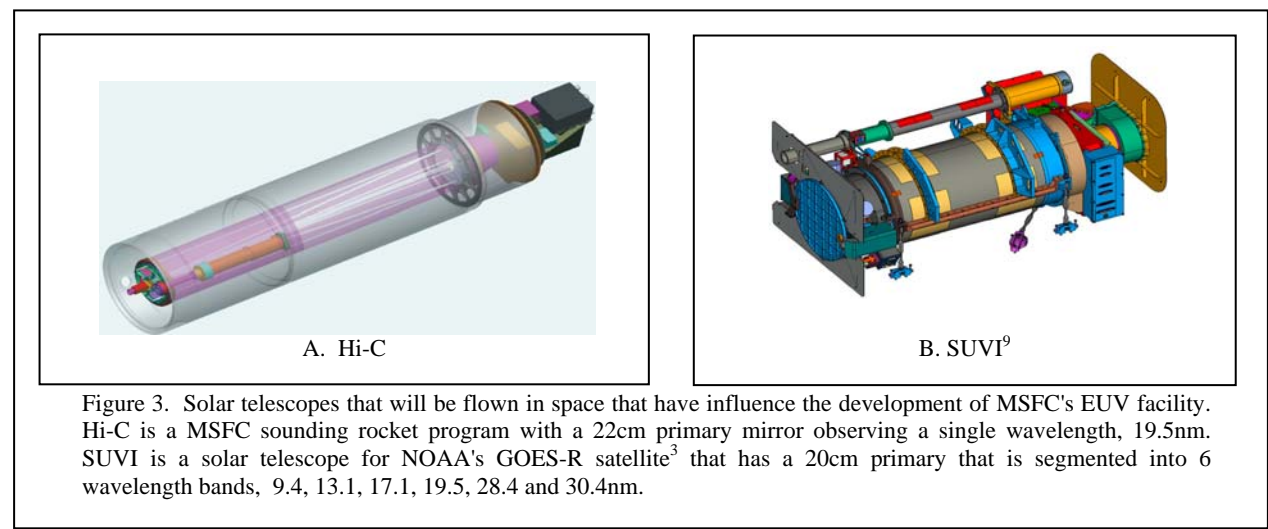 A. Hi-C
B. SUVI9
Figure 3. Solar telescopes that will be flown in space that have influence the development of MSFC's EUV facility.
Hi-C is a MSFC sounding rocket program with a 22cm primary mirror observing a single wavelength, 19.5nm.
SUVI is a solar telescope for NOAA's GOES-R satellite3 that has a 20cm primary that is segmented into 6
wavelength bands, 9.4, 13.1, 17.1, 19.5, 28.4 and 30.4nm.